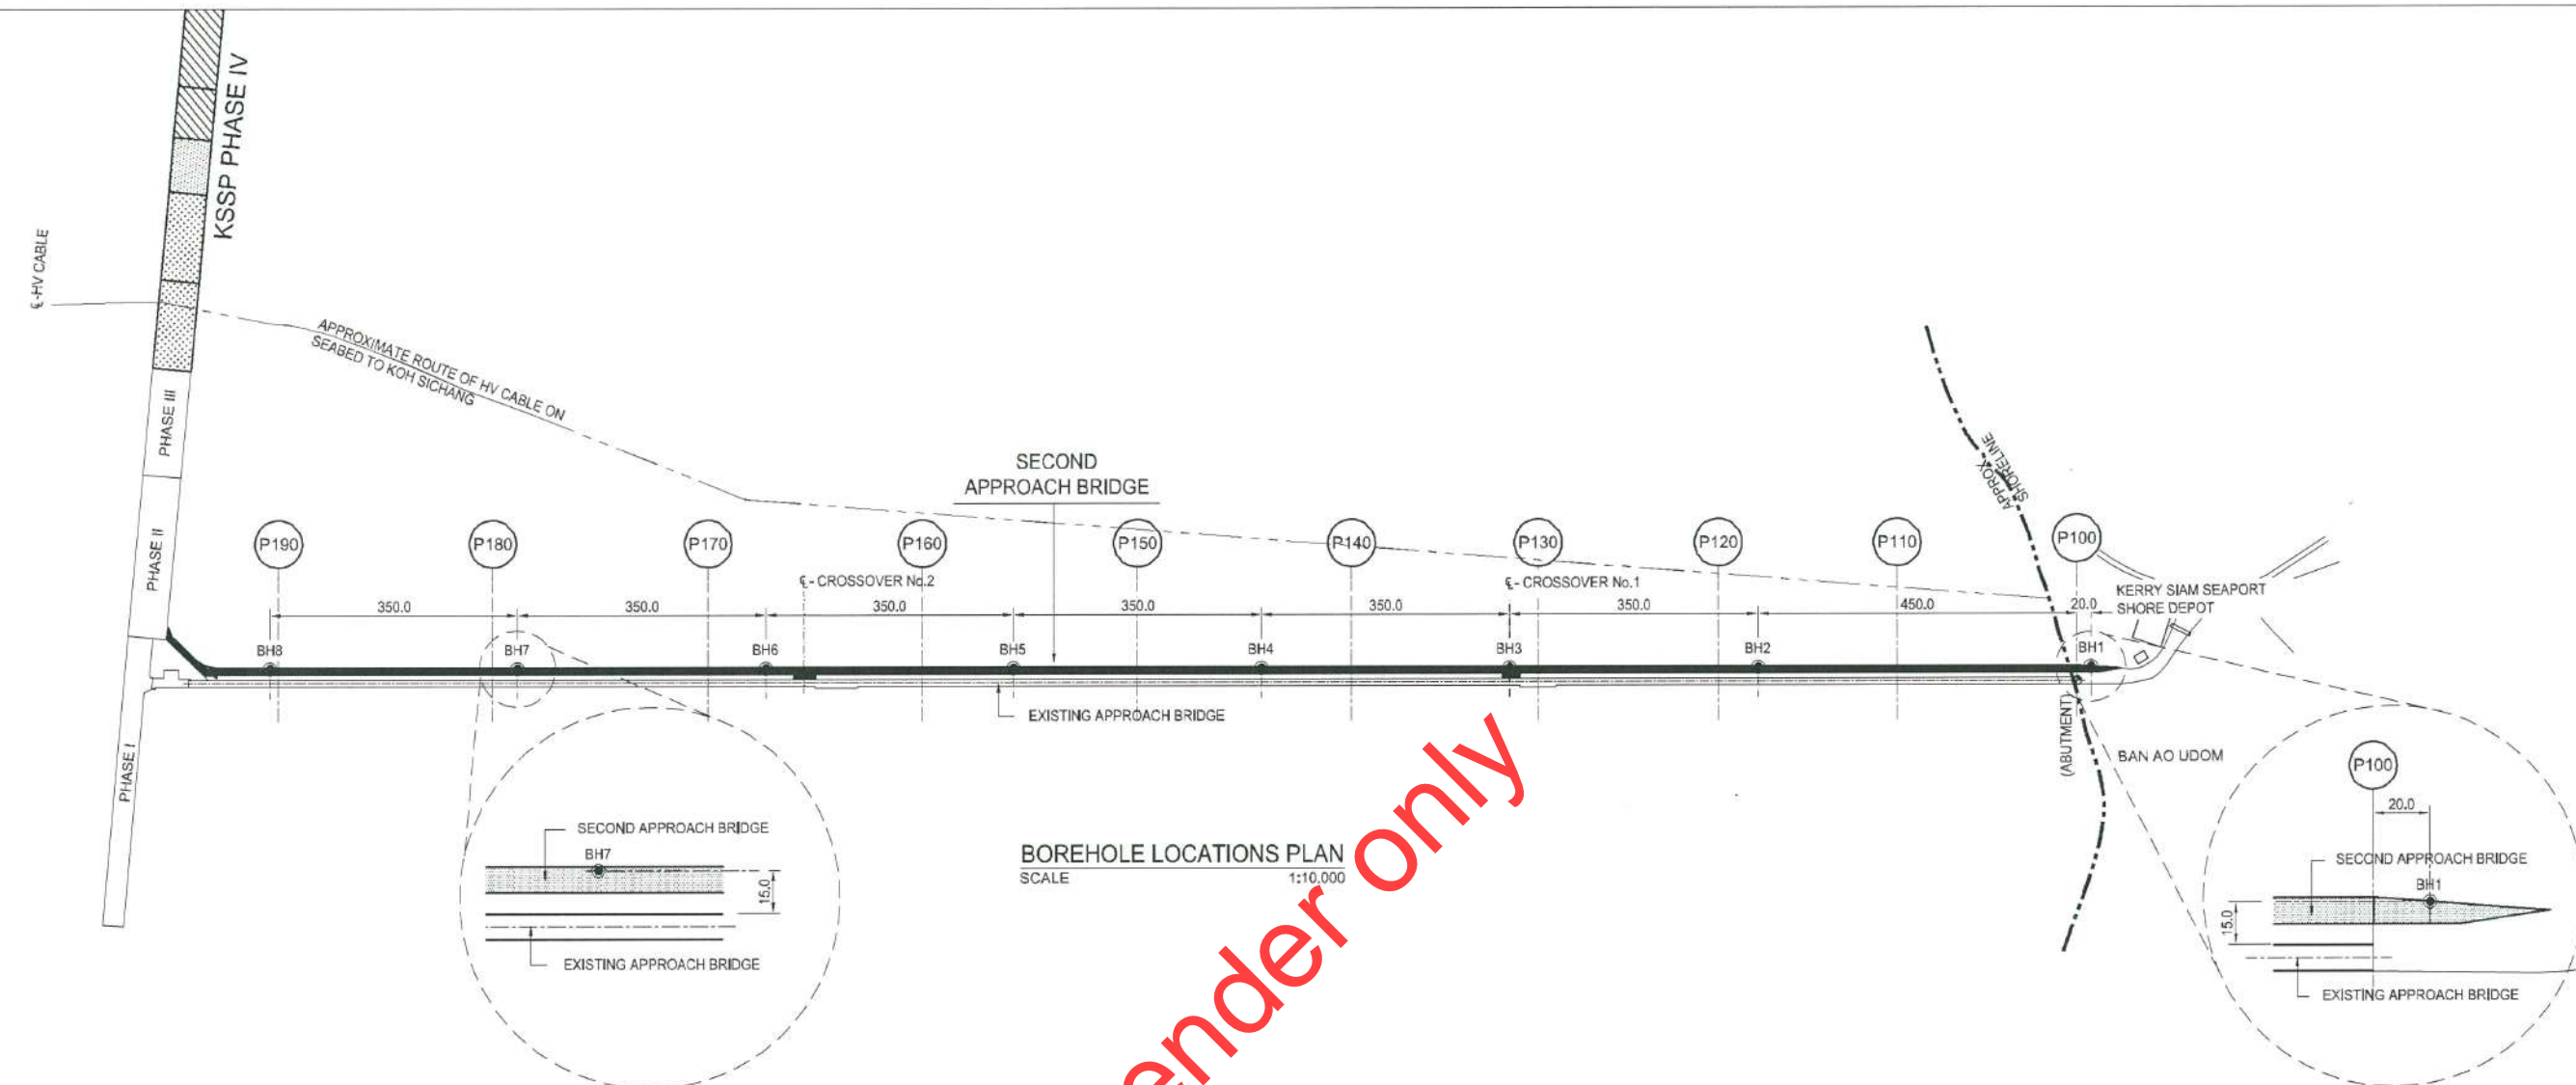 KSSP PHASE IV
℄-HV CABLE
APPROXIMATE ROUTE OF HV CABLE ON
SEABED TO KOH SICHANG
PHASE III
PHASE II
PHASE I
SECOND
APPROACH BRIDGE
APPROX
SHORELINE
P190
P180
P170
P160
P150
P140
P130
P120
P110
P100
℄-CROSSOVER No.2
℄-CROSSOVER No.1
KERRY SIAM SEAPORT
SHORE DEPOT
350.0
350.0
350.0
350.0
350.0
350.0
450.0
20.0
BH8
BH7
BH6
BH5
BH4
BH3
BH2
BH1
EXISTING APPROACH BRIDGE
(ABUTMENT)
BAN AO UDOM
SECOND APPROACH BRIDGE
BH7
15.0
EXISTING APPROACH BRIDGE
BOREHOLE LOCATIONS PLAN
SCALE 1:10,000
P100
20.0
SECOND APPROACH BRIDGE
BH1
15.0
EXISTING APPROACH BRIDGE
ender only